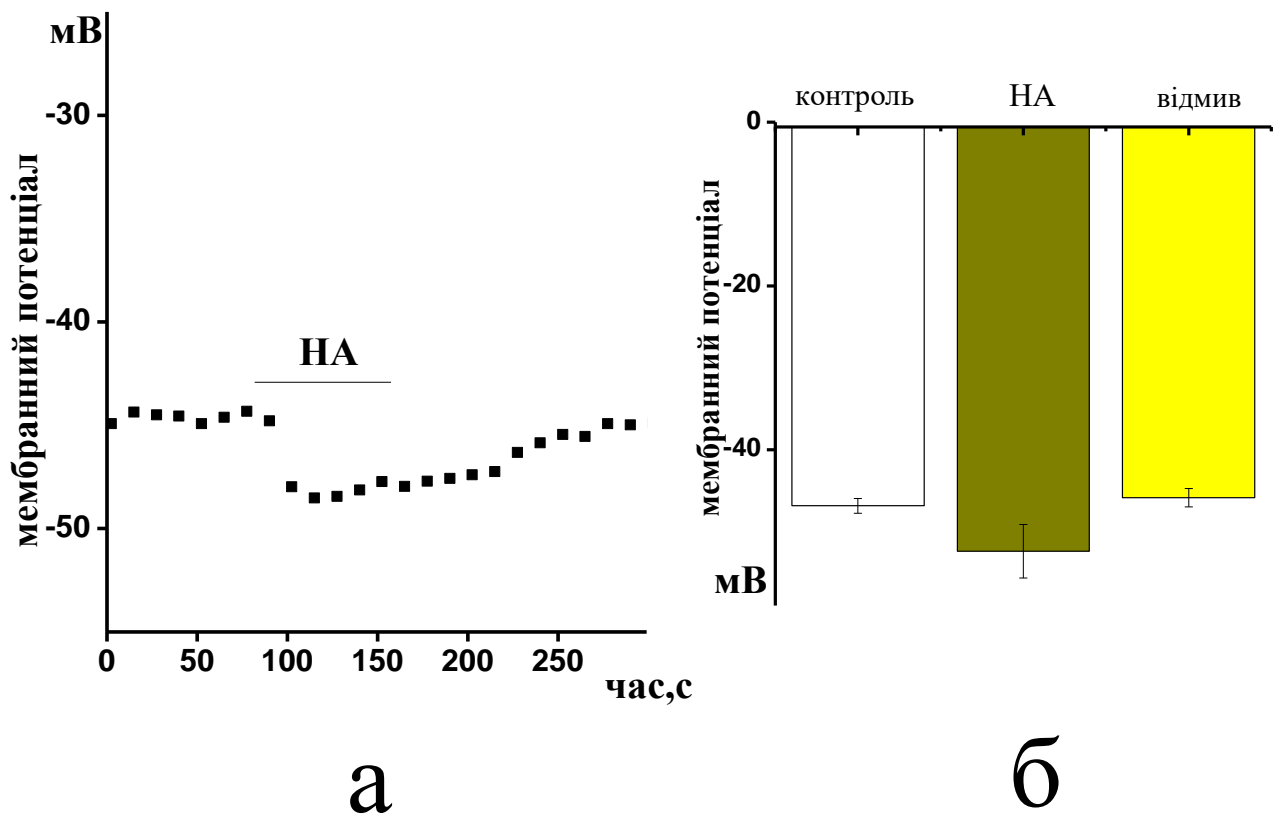 мВ
-30
-40
-50
мембранний потенціал
НА
0 50 100 150 200 250
час,с
а
контроль НА відмив
0
-20
-40
мембранний потенціал
мВ
б